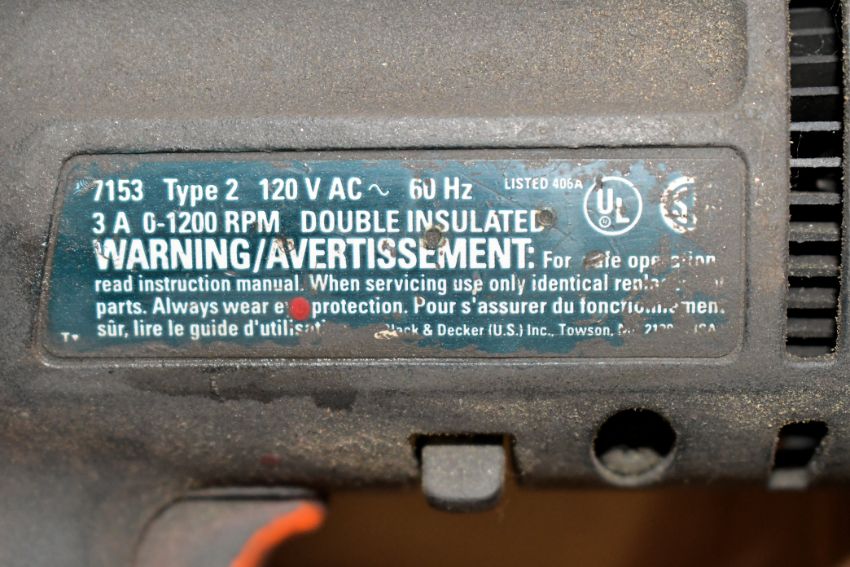 7153 Type 2 120 V AC ~ 60 Hz LISTED 406A UL
3 A 0-1200 RPM DOUBLE INSULATED
WARNING/AVERTISSEMENT: For
read instruction manual. When servicing use only identical
parts. Always wear protection. Pour s'assurer du
sûr, lire le guide & Decker (U.S.) Inc., Towson,